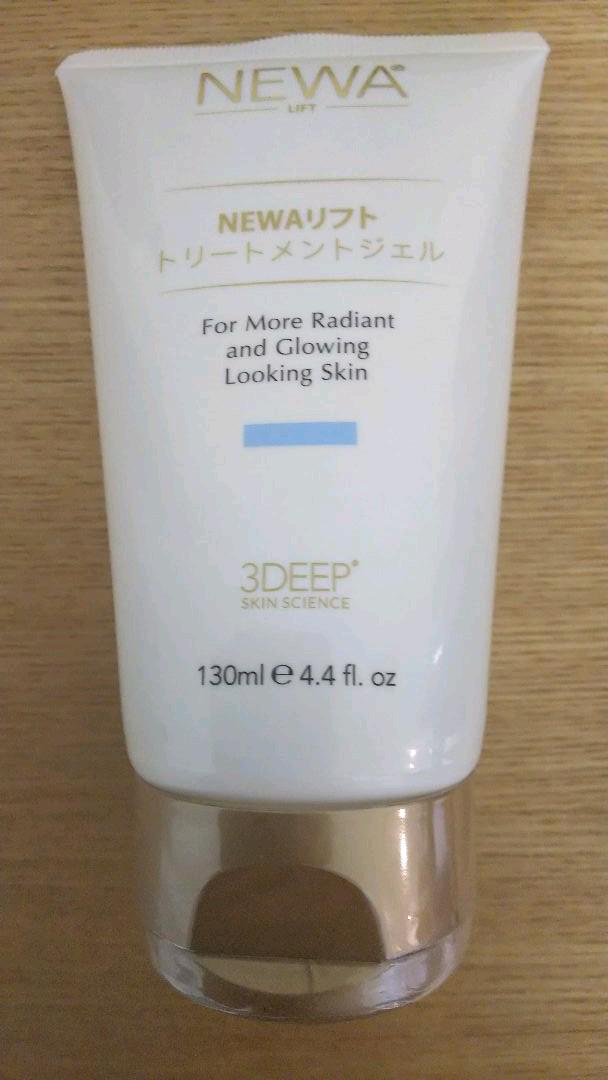 NEWA®
LIFT
NEWAリフト
トリートメントジェル
For More Radiant
and Glowing
Looking Skin
3DEEP®
SKIN SCIENCE
130ml ℮ 4.4 fl. oz